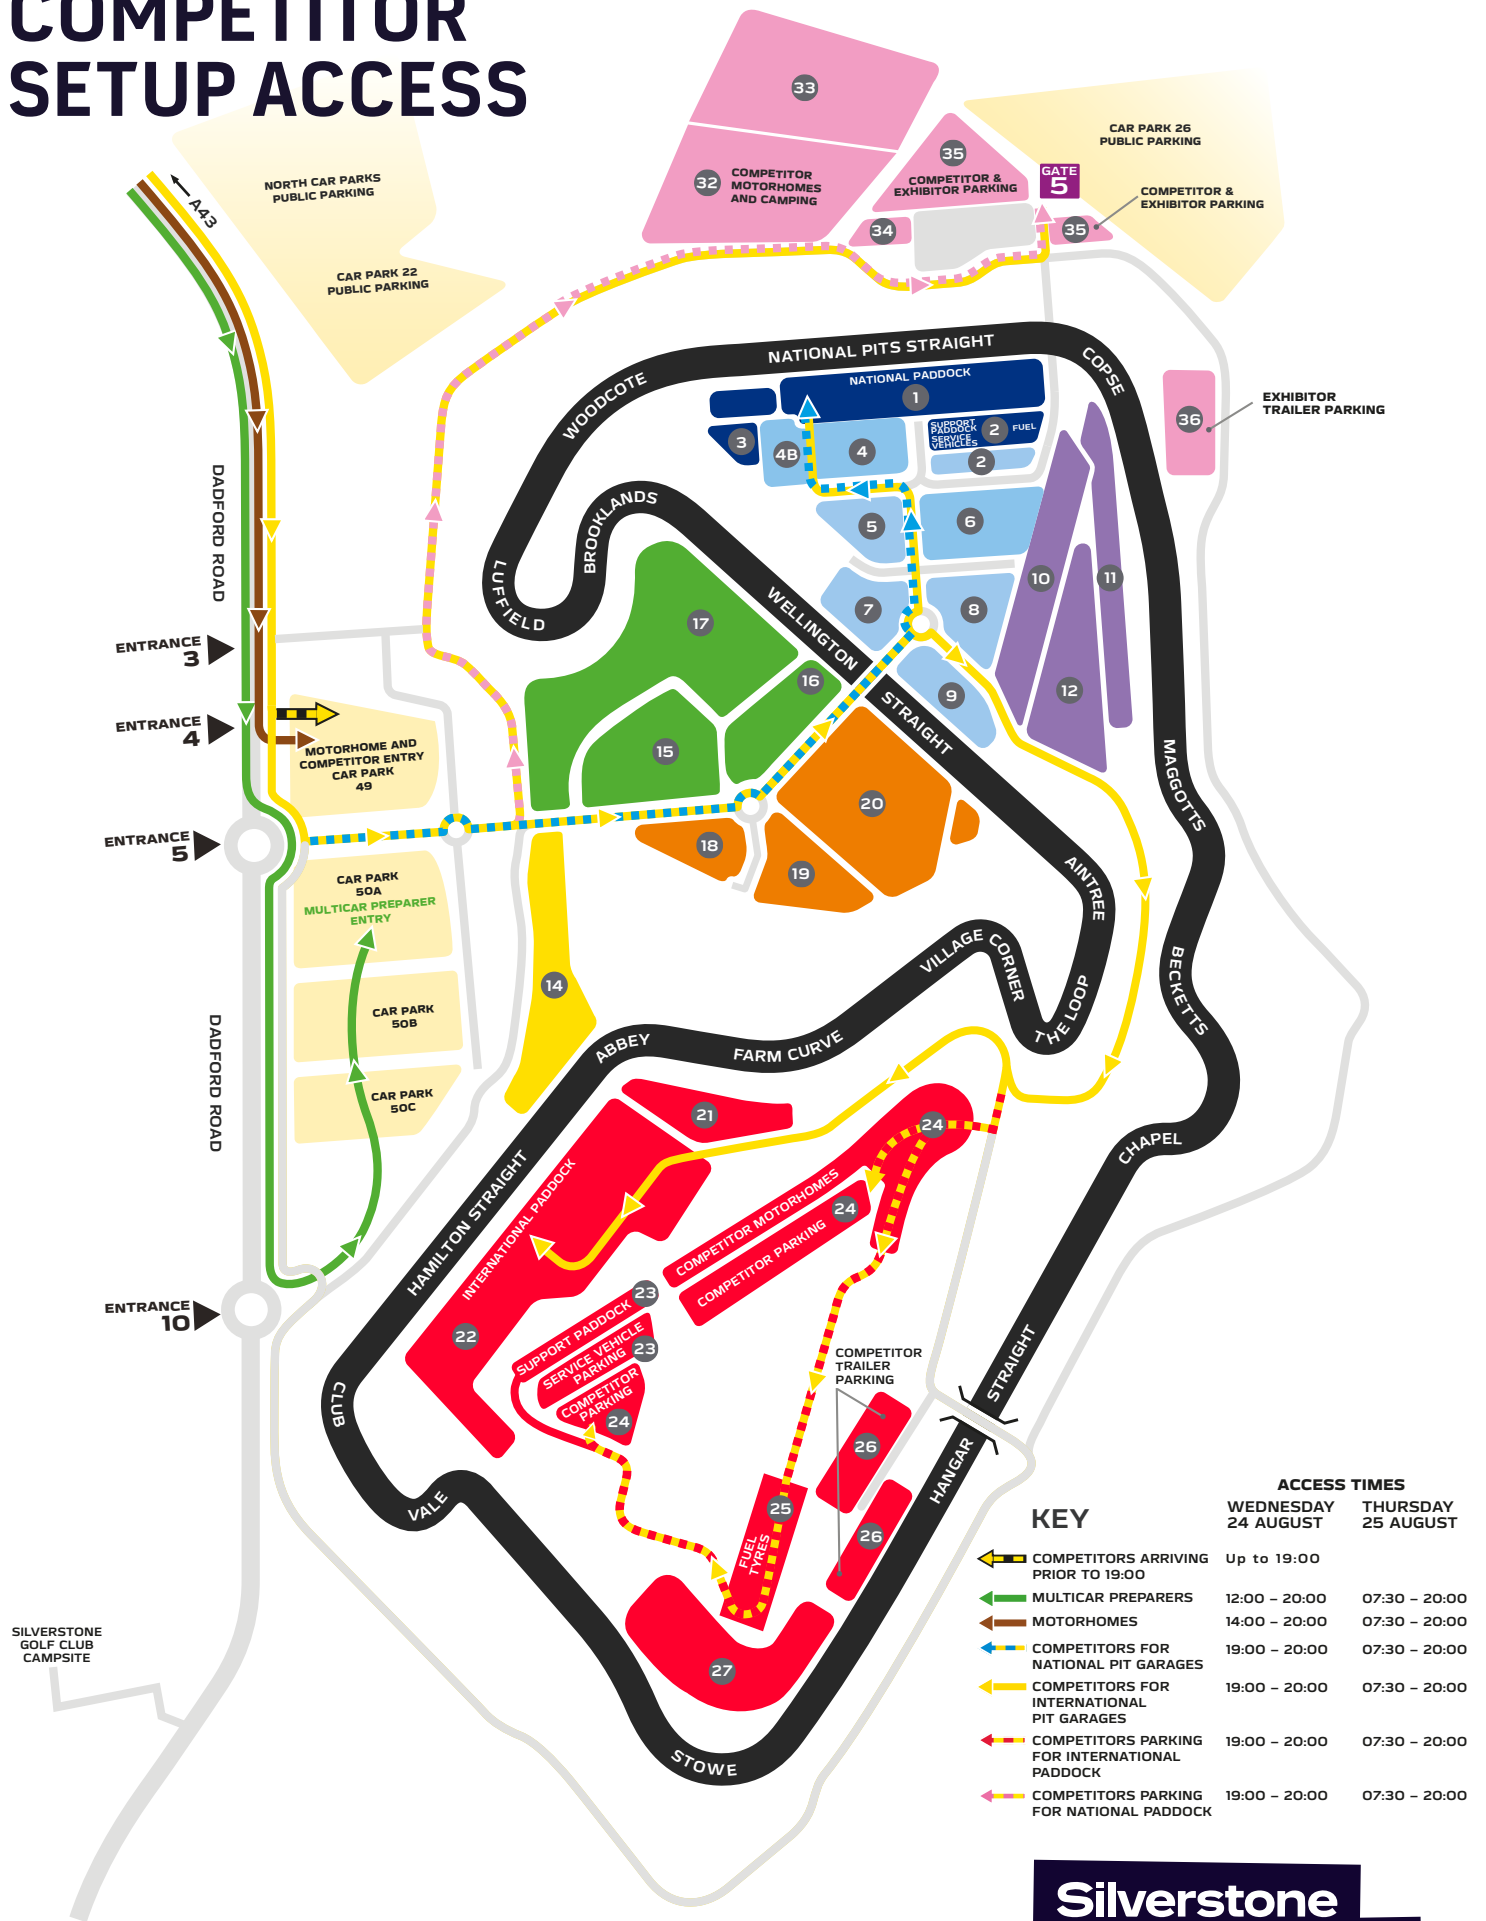 COMPETITOR
SETUP ACCESS
A43
NORTH CAR PARKS
PUBLIC PARKING
CAR PARK 22
PUBLIC PARKING
33
32
COMPETITOR
MOTORHOMES
AND CAMPING
35
COMPETITOR &
EXHIBITOR PARKING
34
GATE
5
35
COMPETITOR &
EXHIBITOR PARKING
CAR PARK 26
PUBLIC PARKING
36
EXHIBITOR
TRAILER PARKING
NATIONAL PITS STRAIGHT
COPSE
WOODCOTE
NATIONAL PADDOCK
1
SUPPORT
PADDOCK
SERVICE
VEHICLES
2
FUEL
2
3
4B
4
5
6
7
8
9
10
11
12
BROOKLANDS
LUFFIELD
WELLINGTON
STRAIGHT
DADFORD ROAD
ENTRANCE
3
ENTRANCE
4
ENTRANCE
5
MOTORHOME AND
COMPETITOR ENTRY
CAR PARK
49
CAR PARK
50A
MULTICAR PREPARER
ENTRY
CAR PARK
50B
CAR PARK
50C
17
16
15
20
18
19
14
MAGGOTTS
AINTREE
BECKETTS
VILLAGE
CORNER
THE LOOP
FARM CURVE
ABBEY
DADFORD ROAD
ENTRANCE
10
HAMILTON STRAIGHT
INTERNATIONAL PADDOCK
21
22
24
COMPETITOR MOTORHOMES
24
COMPETITOR PARKING
23
SUPPORT PADDOCK
23
SERVICE VEHICLE
PARKING
COMPETITOR
PARKING
24
COMPETITOR
TRAILER
PARKING
26
26
25
FUEL
TYRES
27
CHAPEL
STRAIGHT
HANGAR
CLUB
VALE
STOWE
SILVERSTONE
GOLF CLUB
CAMPSITE
ACCESS TIMES
KEY
WEDNESDAY
24 AUGUST
THURSDAY
25 AUGUST
COMPETITORS ARRIVING
PRIOR TO 19:00
Up to 19:00
MULTICAR PREPARERS 12:00 – 20:00 07:30 – 20:00
MOTORHOMES 14:00 – 20:00 07:30 – 20:00
COMPETITORS FOR
NATIONAL PIT GARAGES
19:00 – 20:00 07:30 – 20:00
COMPETITORS FOR
INTERNATIONAL
PIT GARAGES
19:00 – 20:00 07:30 – 20:00
COMPETITORS PARKING
FOR INTERNATIONAL
PADDOCK
19:00 – 20:00 07:30 – 20:00
COMPETITORS PARKING
FOR NATIONAL PADDOCK
19:00 – 20:00 07:30 – 20:00
Silverstone